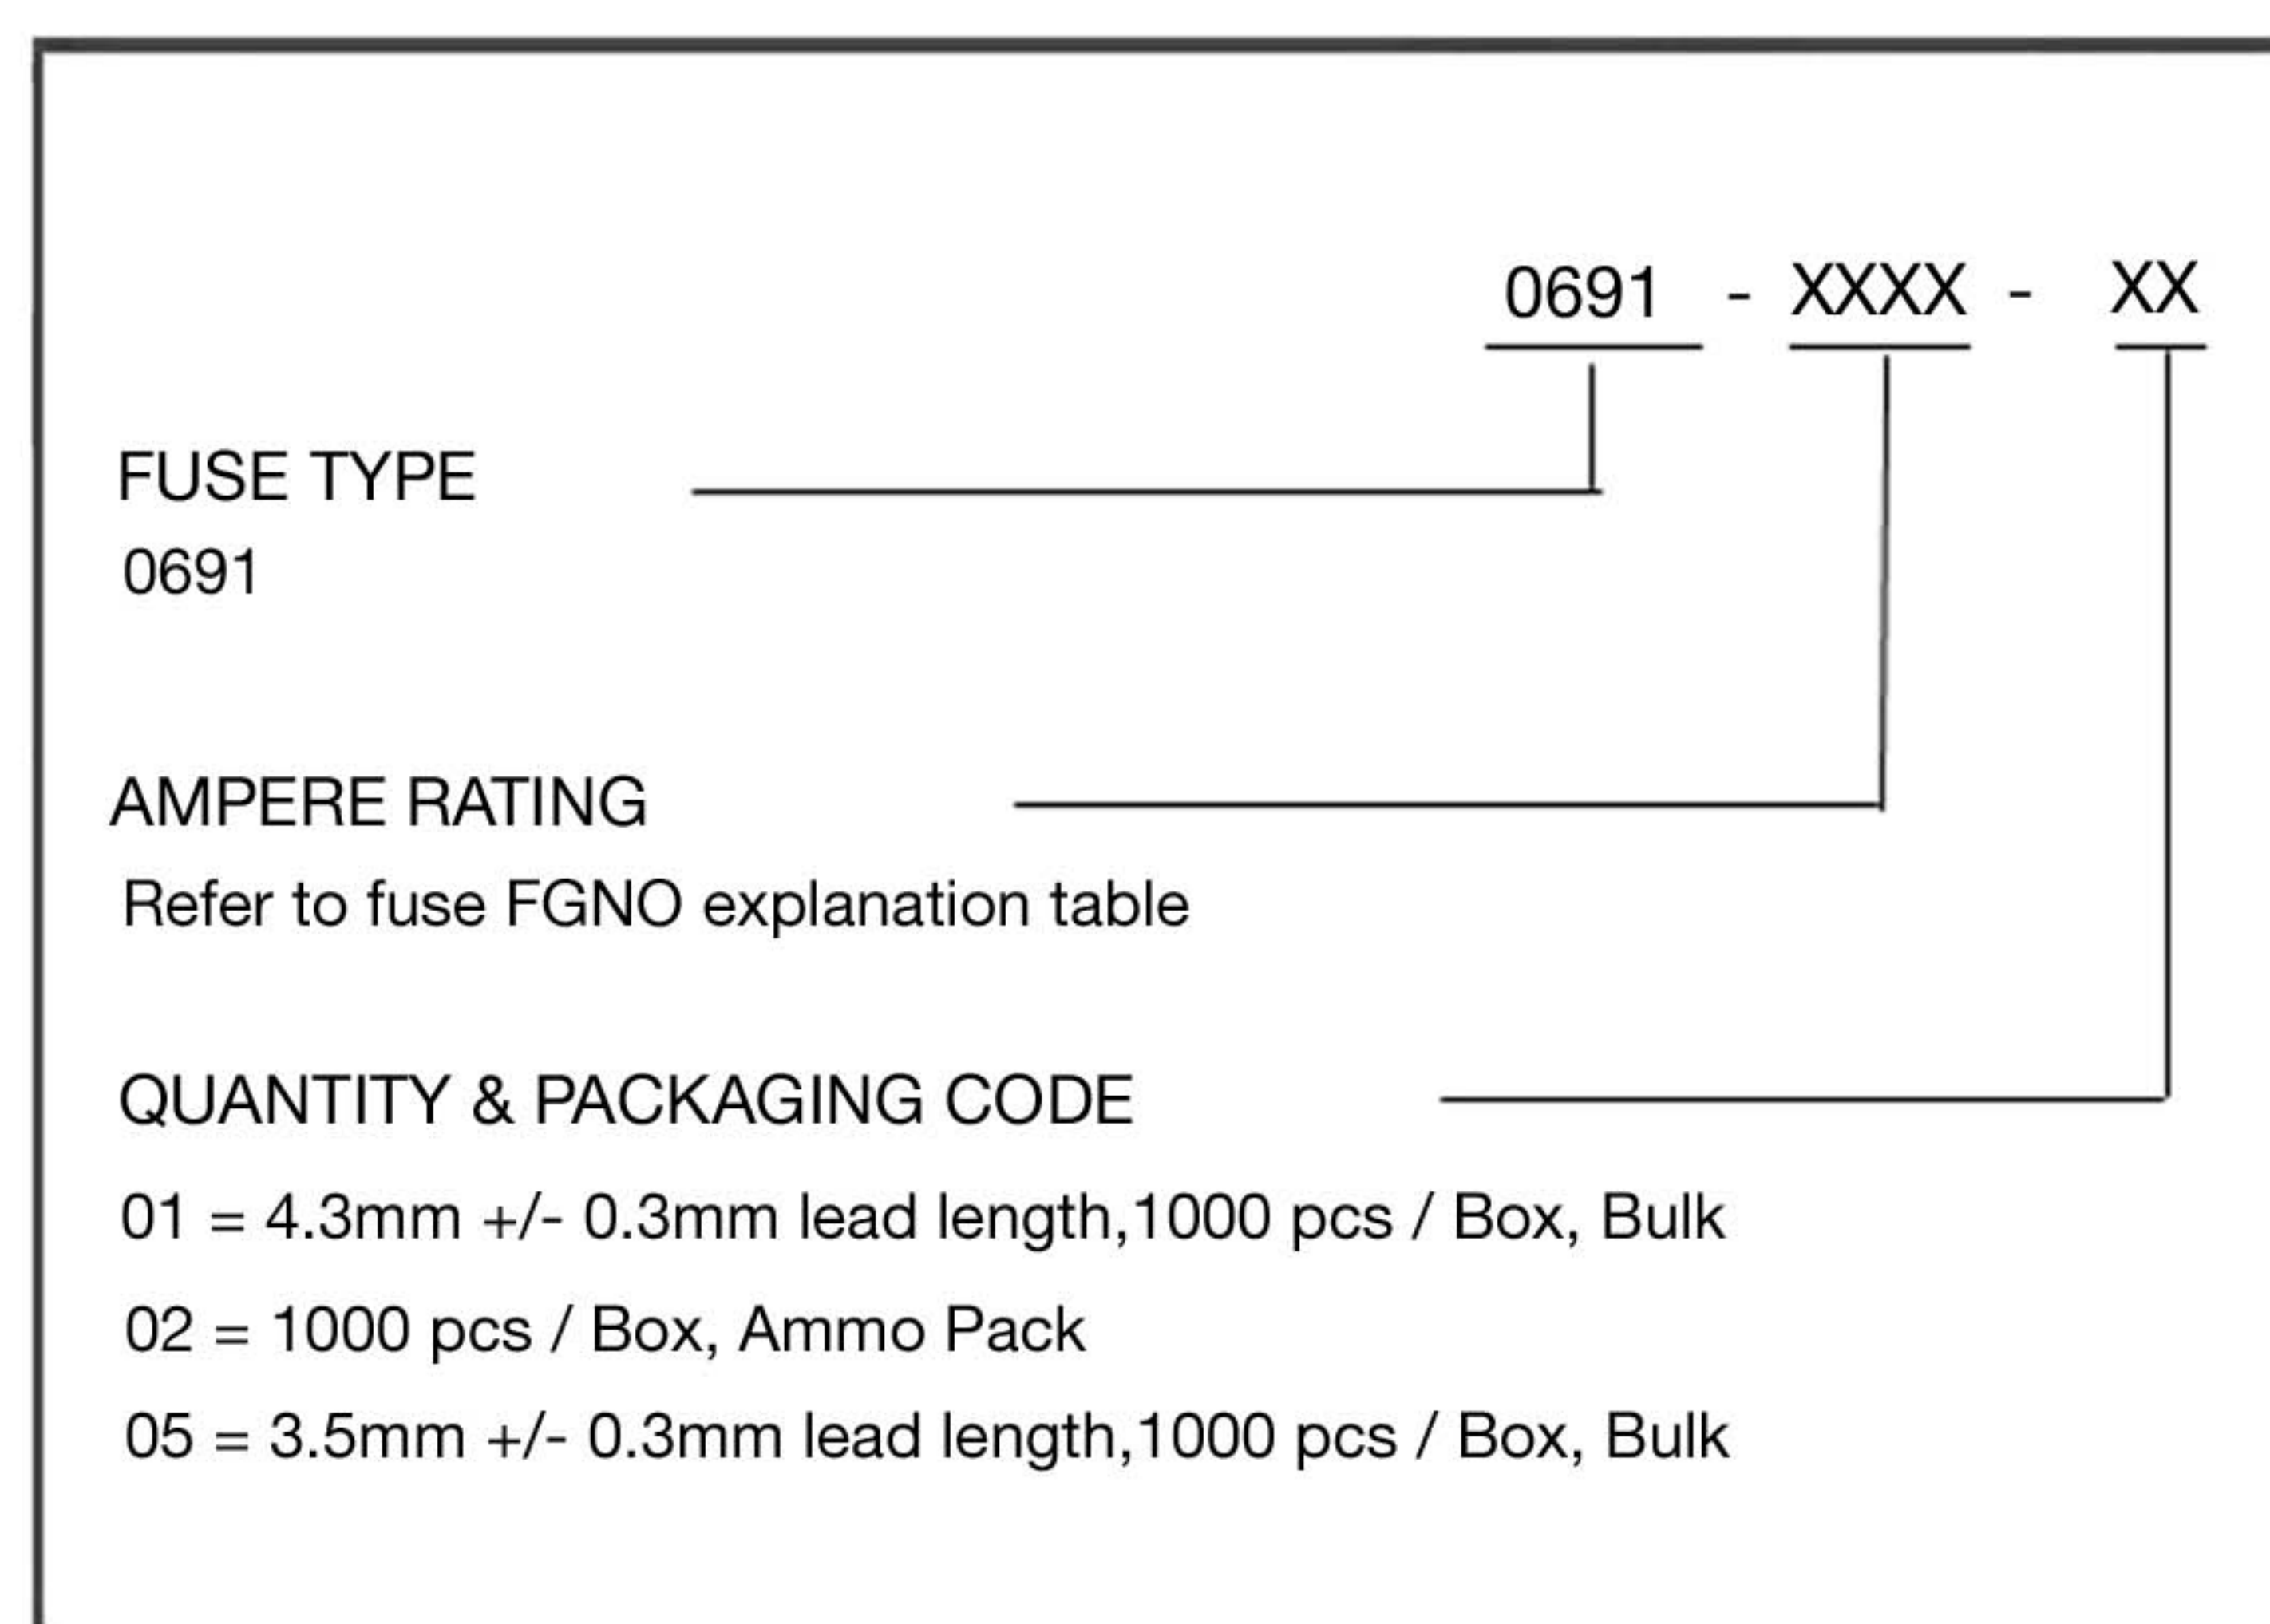 0691 - XXXX - XX
FUSE TYPE
0691
AMPERE RATING
Refer to fuse FGNO explanation table
QUANTITY & PACKAGING CODE
01 = 4.3mm +/- 0.3mm lead length,1000 pcs / Box, Bulk
02 = 1000 pcs / Box, Ammo Pack
05 = 3.5mm +/- 0.3mm lead length,1000 pcs / Box, Bulk